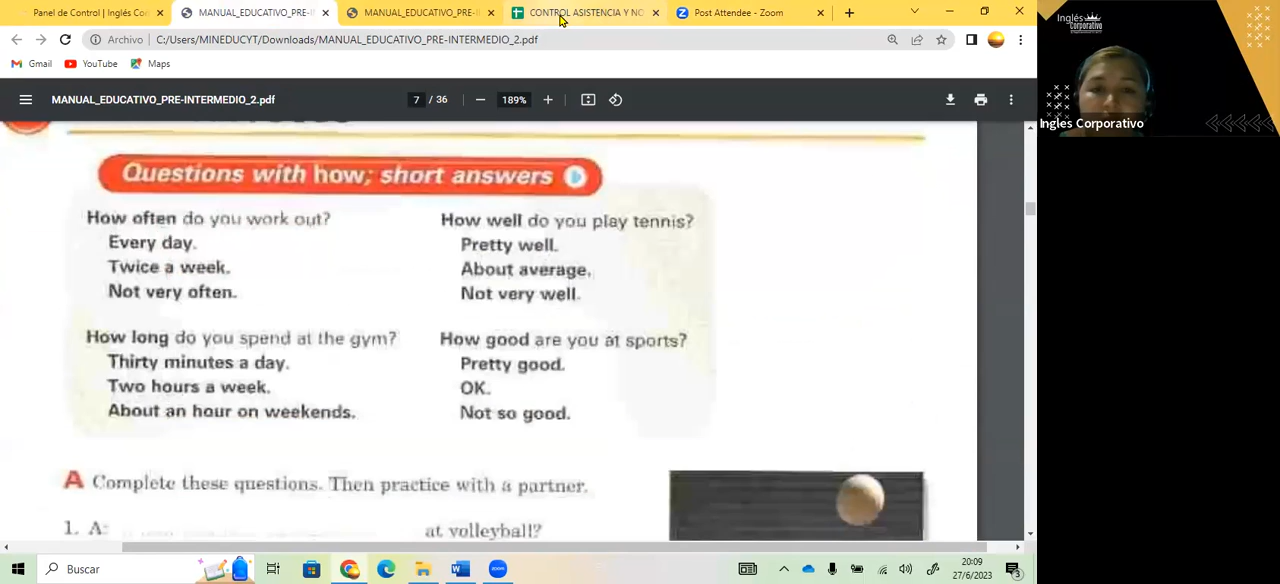 Panel de Control | Inglés Co
MANUAL_EDUCATIVO_PRE-I
MANUAL_EDUCATIVO_PRE-I
CONTROL ASISTENCIA Y NO
Post Attendee - Zoom
Archivo C:/Users/MINEDUCYT/Downloads/MANUAL_EDUCATIVO_PRE-INTERMEDIO_2.pdf
Gmail YouTube Maps
MANUAL_EDUCATIVO_PRE-INTERMEDIO_2.pdf 7 / 36 189%
Questions with how; short answers
How often do you work out?
Every day.
Twice a week.
Not very often.
How long do you spend at the gym?
Thirty minutes a day.
Two hours a week.
About an hour on weekends.
How well do you play tennis?
Pretty well.
About average.
Not very well.
How good are you at sports?
Pretty good.
OK.
Not so good.
A Complete these questions. Then practice with a partner.
1. A: at volleyball?
Buscar
20:09
27/6/2023
3
Inglés
Corporativo
Ingles Corporativo